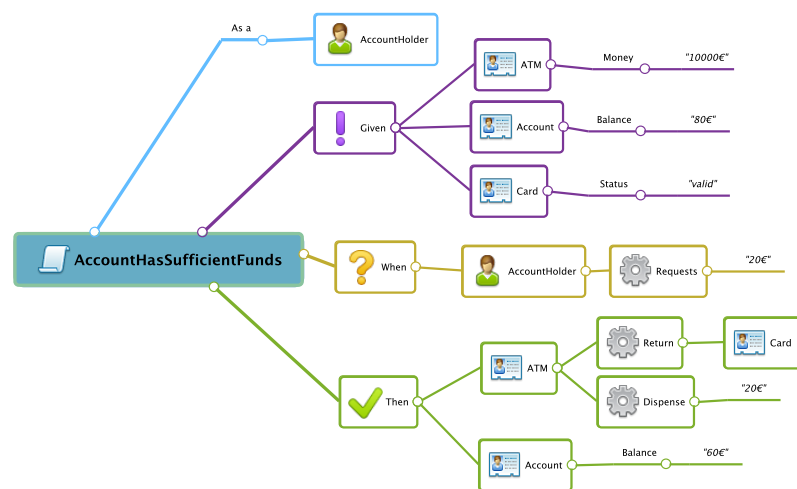 As a
AccountHolder
Given
ATM
Money
"10000€"
Account
Balance
"80€"
Card
Status
"valid"
AccountHasSufficientFunds
When
AccountHolder
Requests
"20€"
Then
ATM
Return
Card
Dispense
"20€"
Account
Balance
"60€"